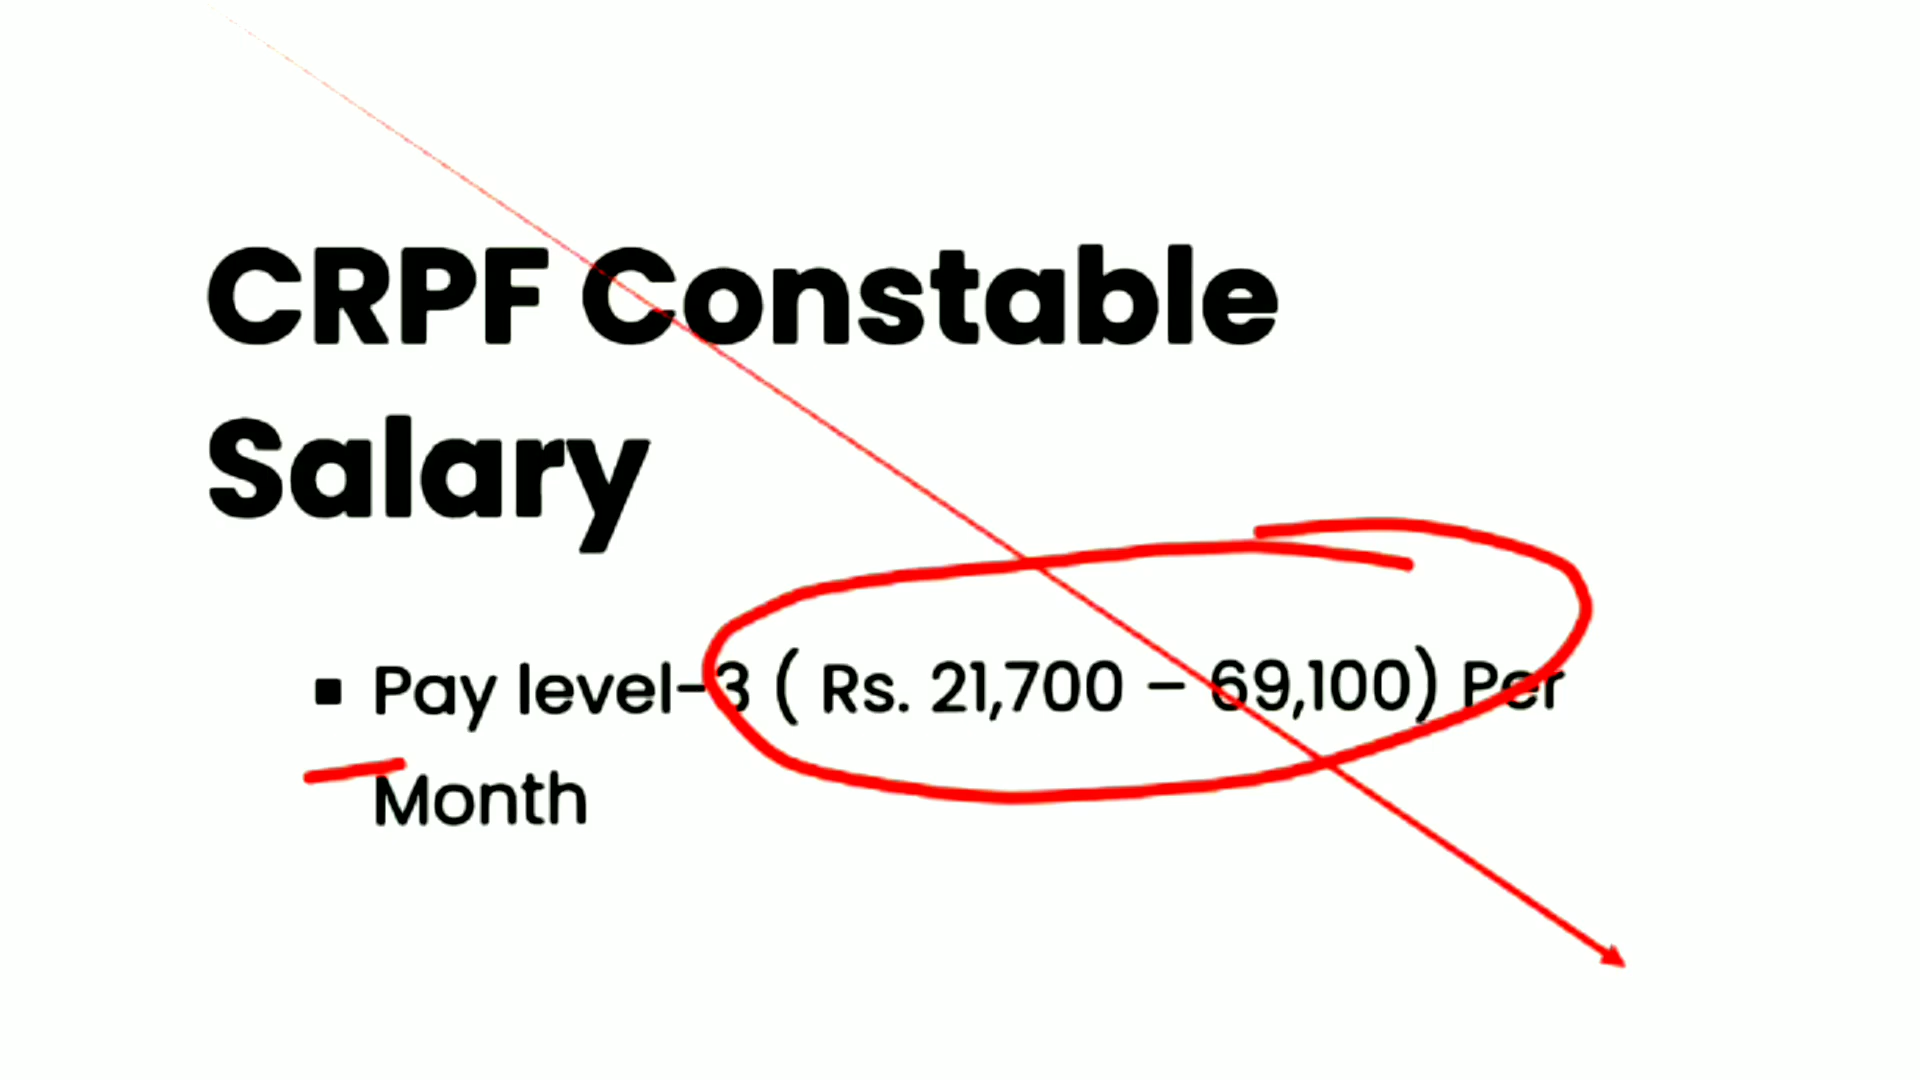 CRPF Constable
Salary
▪ Pay level-3 ( Rs. 21,700 – 69,100) Per
Month